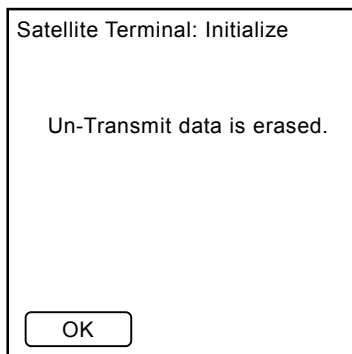 Satellite Terminal: Initialize
Un-Transmit data is erased.
OK